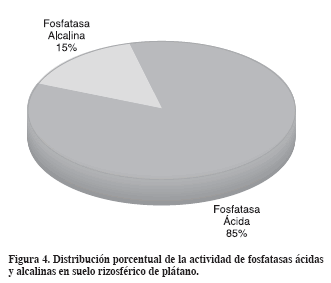 Fosfatasa
Alcalina
15%
Fosfatasa
Ácida
85%
Figura 4. Distribución porcentual de la actividad de fosfatasas ácidas
y alcalinas en suelo rizosférico de plátano.